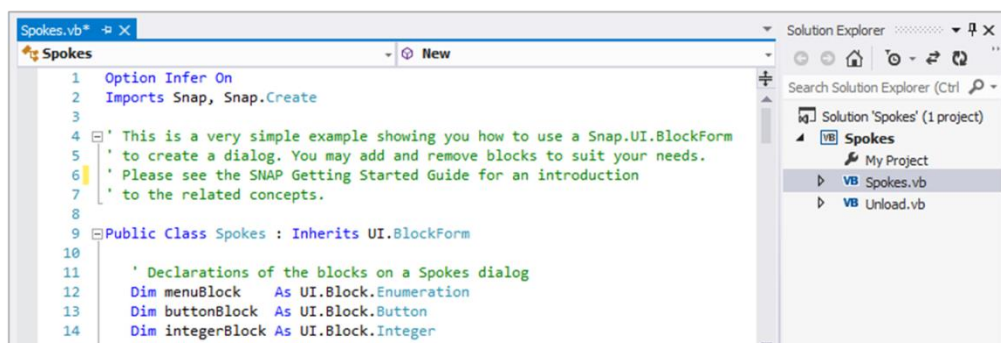 Spokes.vb*
Spokes
New
1 Option Infer On
2 Imports Snap, Snap.Create
3
4 ' This is a very simple example showing you how to use a Snap.UI.BlockForm
5 ' to create a dialog. You may add and remove blocks to suit your needs.
6 ' Please see the SNAP Getting Started Guide for an introduction
7 ' to the related concepts.
8
9 Public Class Spokes : Inherits UI.BlockForm
10
11 ' Declarations of the blocks on a Spokes dialog
12 Dim menuBlock As UI.Block.Enumeration
13 Dim buttonBlock As UI.Block.Button
14 Dim integerBlock As UI.Block.Integer
Solution Explorer
Search Solution Explorer (Ctrl
Solution 'Spokes' (1 project)
VB Spokes
My Project
VB Spokes.vb
VB Unload.vb